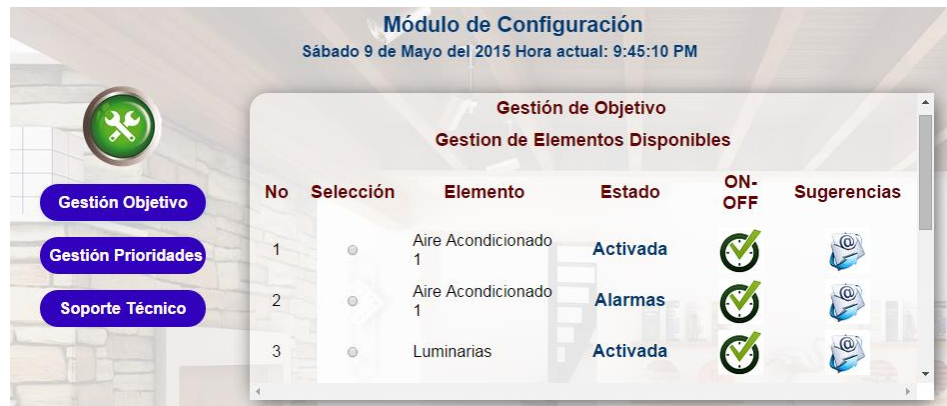 Módulo de Configuración
Sábado 9 de Mayo del 2015 Hora actual: 9:45:10 PM
Gestión de Objetivo
Gestion de Elementos Disponibles
No Selección Elemento Estado ON-OFF Sugerencias
Gestión Objetivo
Gestión Prioridades
Soporte Técnico
1 Aire Acondicionado 1 Activada
2 Aire Acondicionado 1 Alarmas
3 Luminarias Activada